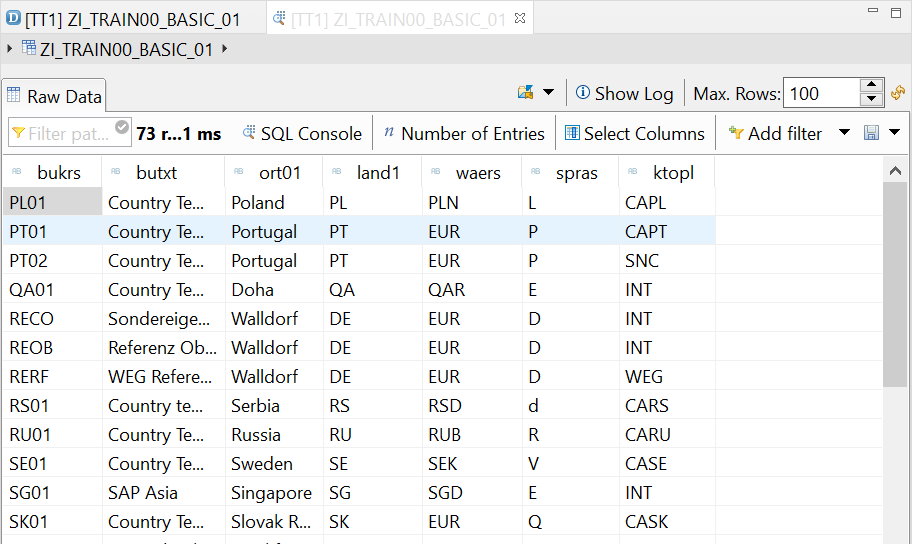 [TT1] ZI_TRAIN00_BASIC_01 [TT1] ZI_TRAIN00_BASIC_01
ZI_TRAIN00_BASIC_01
Raw Data Show Log Max. Rows: 100
Filter pat... 73 r...1 ms SQL Console Number of Entries Select Columns Add filter
bukrs butxt ort01 land1 waers spras ktopl
PL01 Country Te... Poland PL PLN L CAPL
PT01 Country Te... Portugal PT EUR P CAPT
PT02 Country Te... Portugal PT EUR P SNC
QA01 Country Te... Doha QA QAR E INT
RECO Sondereige... Walldorf DE EUR D INT
REOB Referenz Ob... Walldorf DE EUR D INT
RERF WEG Refere... Walldorf DE EUR D WEG
RS01 Country te... Serbia RS RSD d CARS
RU01 Country Te... Russia RU RUB R CARU
SE01 Country Te... Sweden SE SEK V CASE
SG01 SAP Asia Singapore SG SGD E INT
SK01 Country Te... Slovak R... SK EUR Q CASK